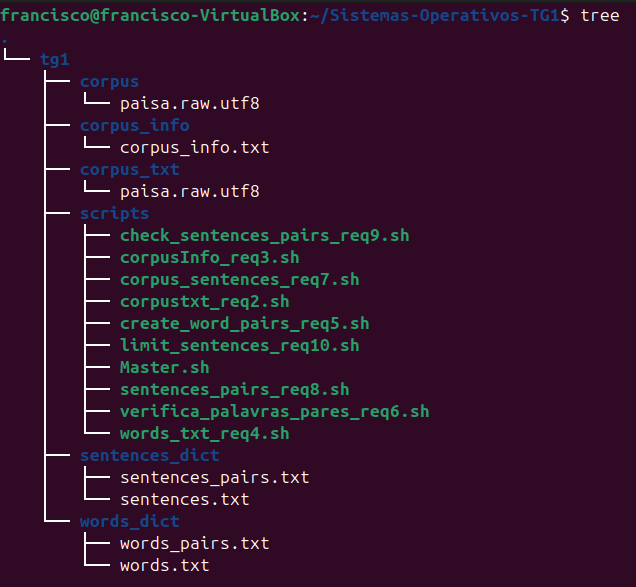 francisco@francisco-VirtualBox:~/Sistemas-Operativos-TG1$ tree
.
└── tg1
    ├── corpus
    │   └── paisa.raw.utf8
    ├── corpus_info
    │   └── corpus_info.txt
    ├── corpus_txt
    │   └── paisa.raw.utf8
    ├── scripts
    │   ├── check_sentences_pairs_req9.sh
    │   ├── corpusInfo_req3.sh
    │   ├── corpus_sentences_req7.sh
    │   ├── corpustxt_req2.sh
    │   ├── create_word_pairs_req5.sh
    │   ├── limit_sentences_req10.sh
    │   ├── Master.sh
    │   ├── sentences_pairs_req8.sh
    │   ├── verifica_palavras_pares_req6.sh
    │   └── words_txt_req4.sh
    ├── sentences_dict
    │   ├── sentences_pairs.txt
    │   └── sentences.txt
    └── words_dict
        ├── words_pairs.txt
        └── words.txt